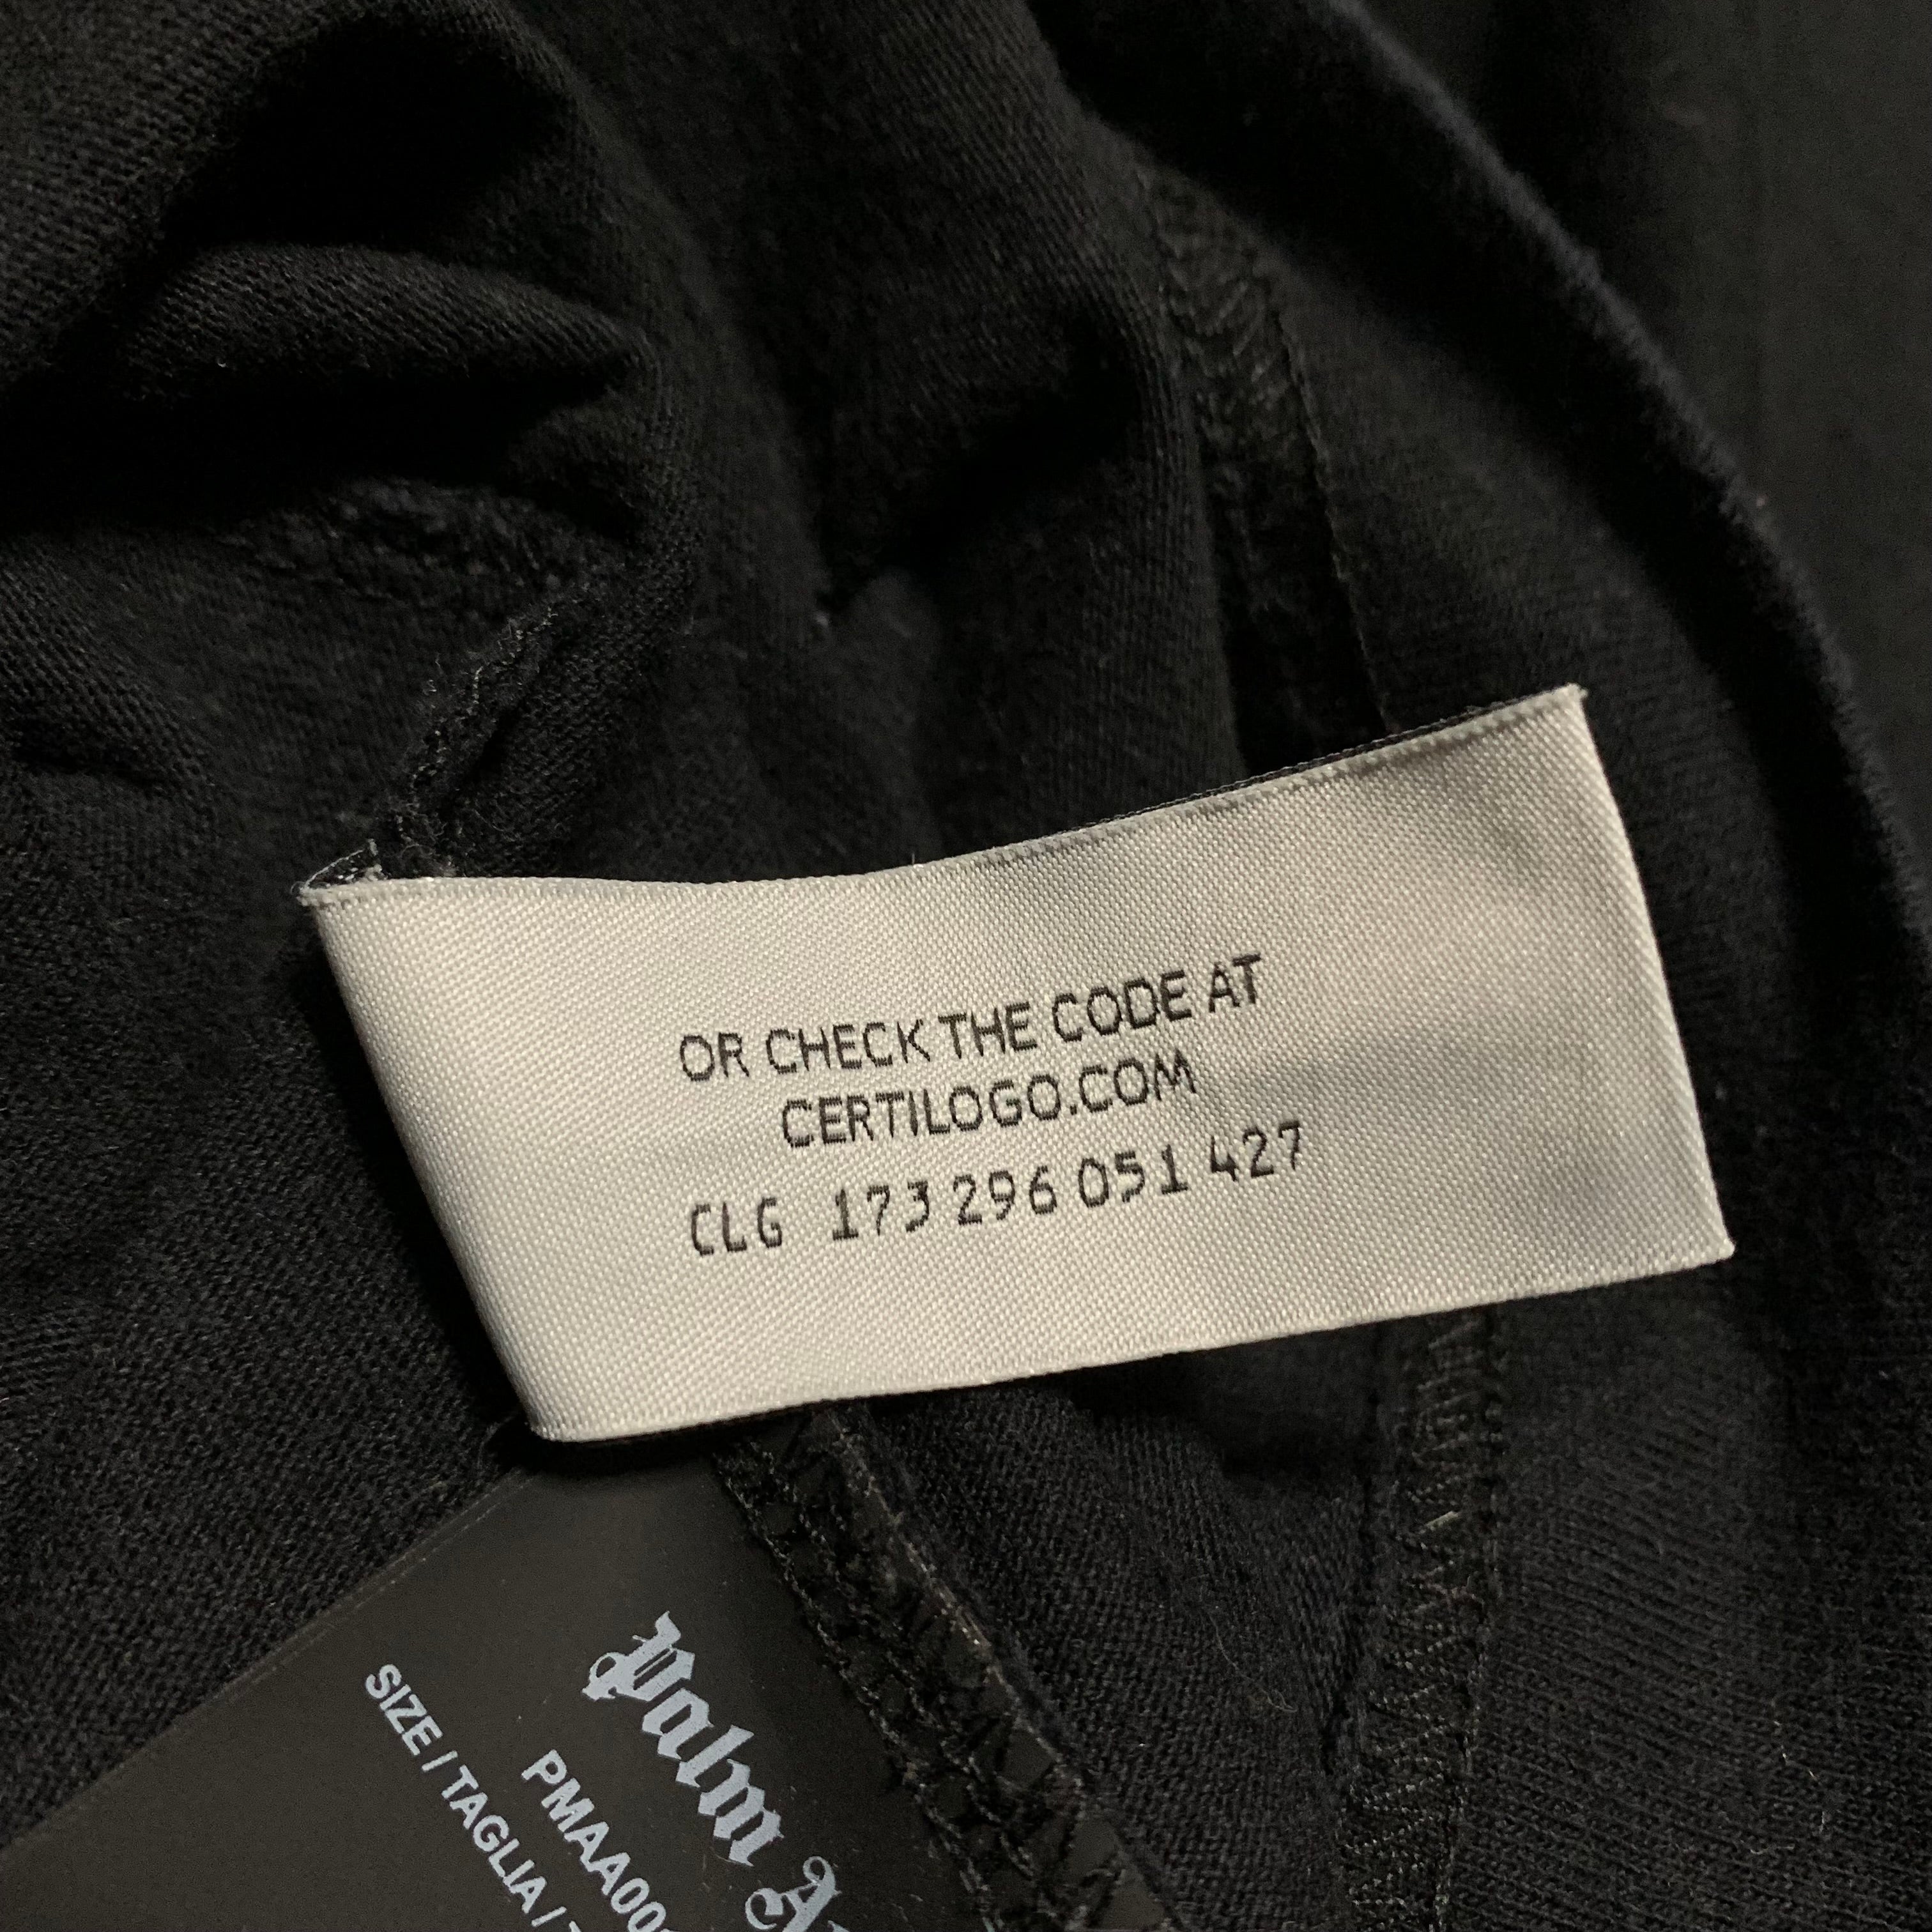 OR CHECK THE CODE AT
CERTILOGO.COM
CLG 173 296 051 427
Palm
SIZE / TAGLIA /